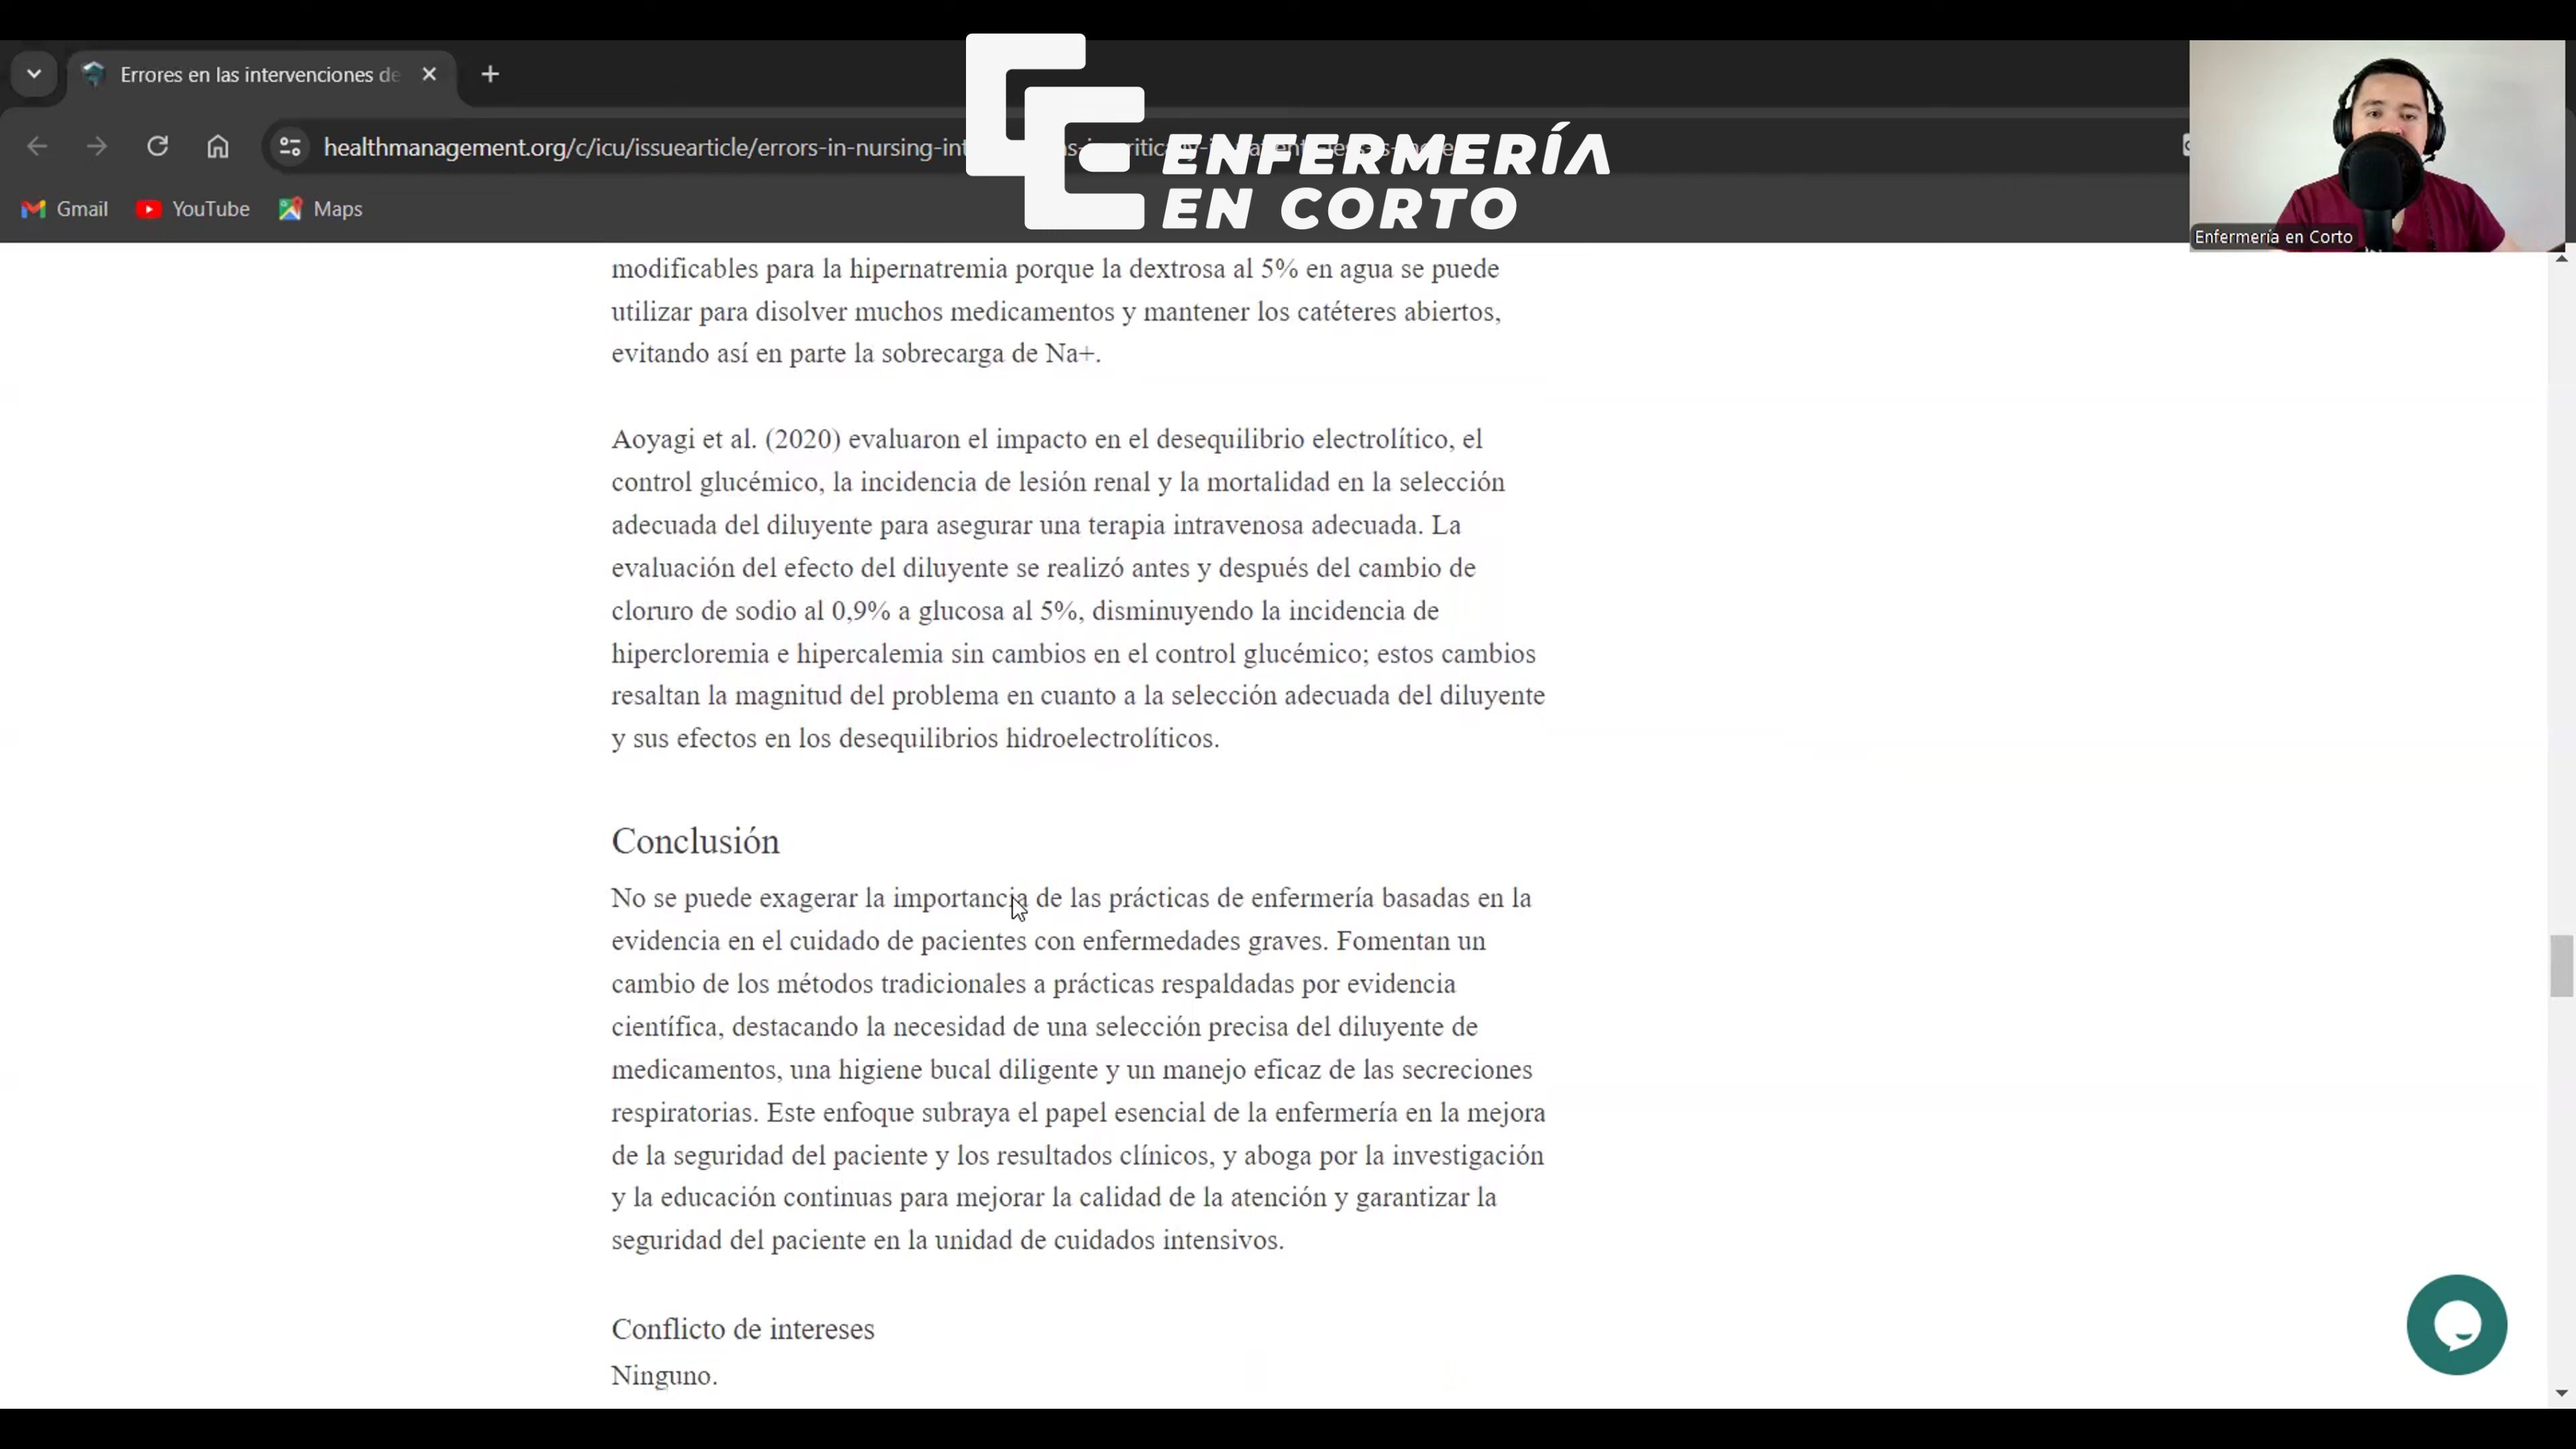 Errores en las intervenciones de
healthmanagement.org/c/icu/issuearticle/errors-in-nursing-int
ENFERMERÍA
EN CORTO
Gmail
YouTube
Maps
Enfermería en Corto
modificables para la hipernatremia porque la dextrosa al 5% en agua se puede
utilizar para disolver muchos medicamentos y mantener los catéteres abiertos,
evitando así en parte la sobrecarga de Na+.
Aoyagi et al. (2020) evaluaron el impacto en el desequilibrio electrolítico, el
control glucémico, la incidencia de lesión renal y la mortalidad en la selección
adecuada del diluyente para asegurar una terapia intravenosa adecuada. La
evaluación del efecto del diluyente se realizó antes y después del cambio de
cloruro de sodio al 0,9% a glucosa al 5%, disminuyendo la incidencia de
hipercloremia e hipercalemia sin cambios en el control glucémico; estos cambios
resaltan la magnitud del problema en cuanto a la selección adecuada del diluyente
y sus efectos en los desequilibrios hidroelectrolíticos.
Conclusión
No se puede exagerar la importancia de las prácticas de enfermería basadas en la
evidencia en el cuidado de pacientes con enfermedades graves. Fomentan un
cambio de los métodos tradicionales a prácticas respaldadas por evidencia
científica, destacando la necesidad de una selección precisa del diluyente de
medicamentos, una higiene bucal diligente y un manejo eficaz de las secreciones
respiratorias. Este enfoque subraya el papel esencial de la enfermería en la mejora
de la seguridad del paciente y los resultados clínicos, y aboga por la investigación
y la educación continuas para mejorar la calidad de la atención y garantizar la
seguridad del paciente en la unidad de cuidados intensivos.
Conflicto de intereses
Ninguno.